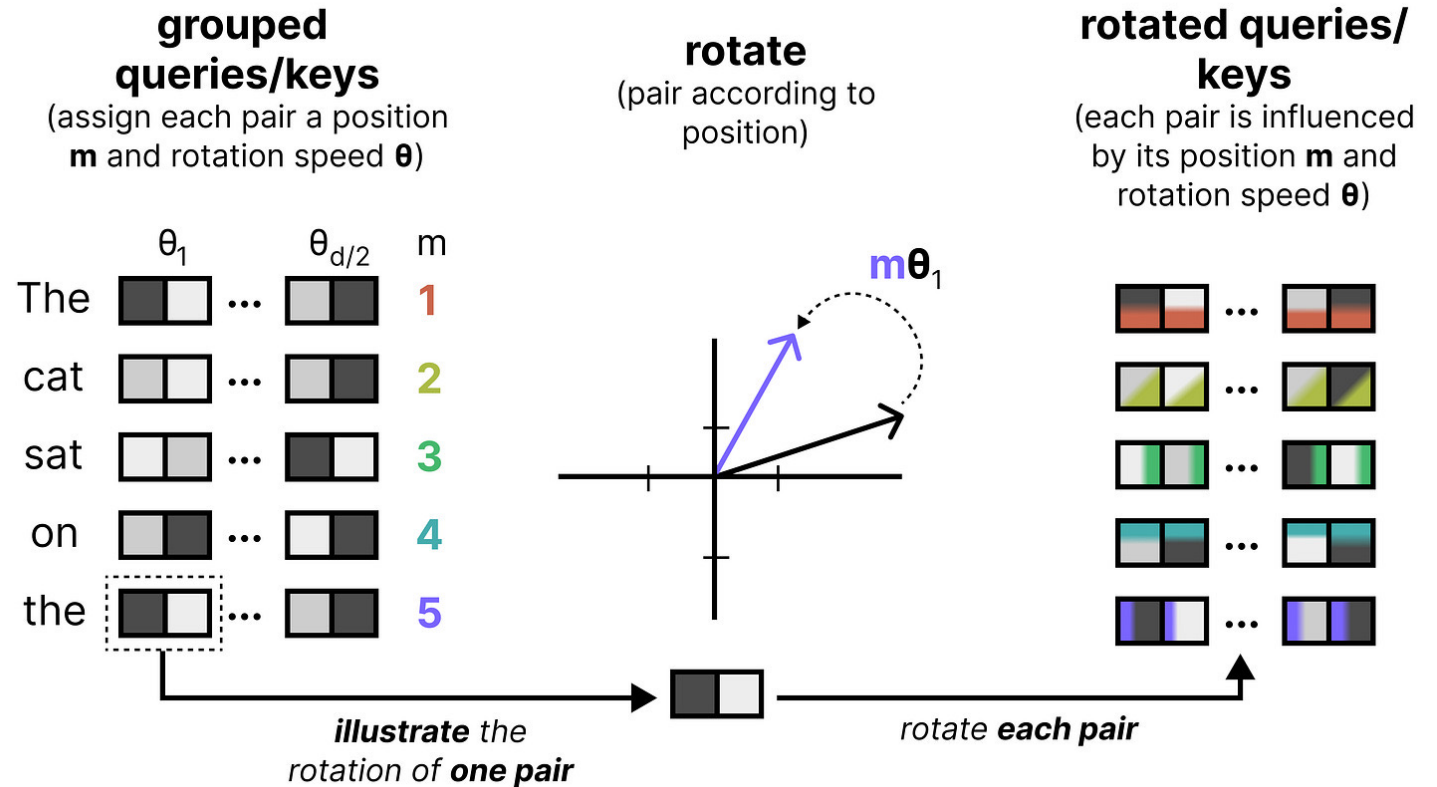 grouped
queries/keys
(assign each pair a position
m and rotation speed θ)
rotate
(pair according to
position)
rotated queries/
keys
(each pair is influenced
by its position m and
rotation speed θ)
θ1 ... θd/2 m
The ... 1
cat ... 2
sat ... 3
on ... 4
the ... 5
mθ1
...
...
...
...
...
illustrate the
rotation of one pair
rotate each pair